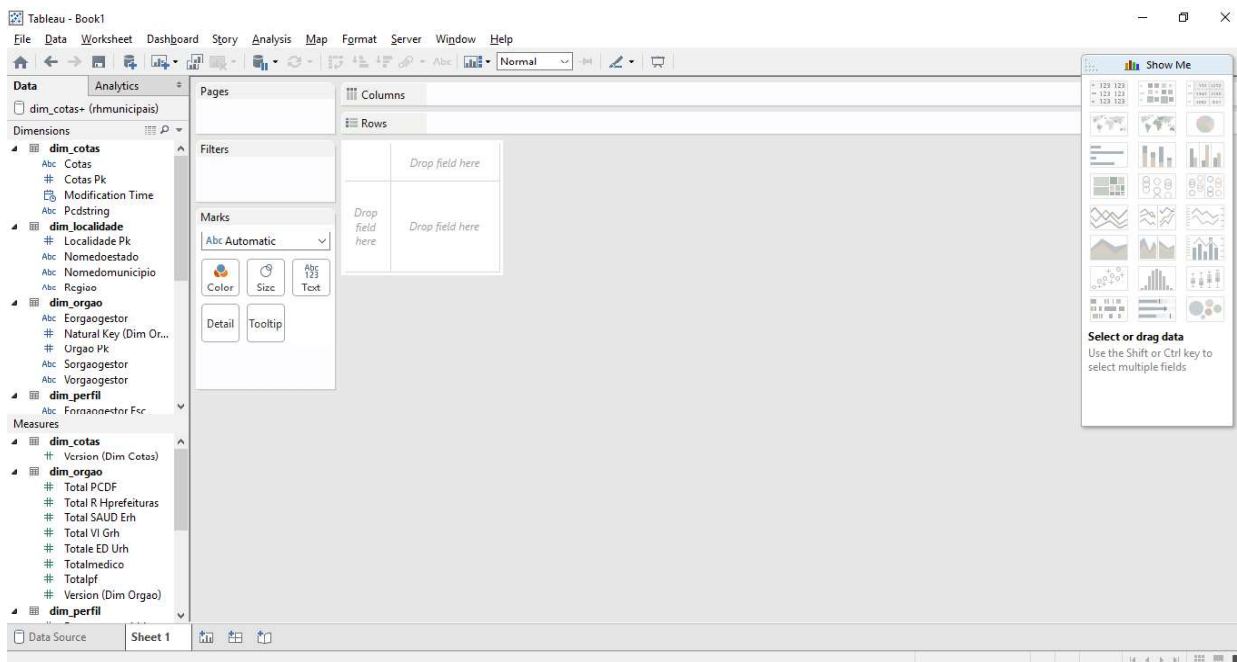 Tableau - Book1
File Data Worksheet Dashboard Story Analysis Map Format Server Window Help
Abc Normal
Data Analytics
dim_cotas+ (rhmunicipais)
Dimensions
dim_cotas
Abc Cotas
# Cotas Pk
Modification Time
Abc Pcdstring
dim_localidade
# Localidade Pk
Abc Nomedoestado
Abc Nomedomunicipio
Abc Regiao
dim_orgao
Abc Eorgaogestor
# Natural Key (Dim Or...
# Orgao Pk
Abc Sorgaogestor
Abc Vorgaogestor
dim_perfil
Abc Eorgaogestor Esc
Measures
dim_cotas
# Version (Dim Cotas)
dim_orgao
# Total PCDF
# Total R Hprefeituras
# Total SAUD Erh
# Total VI Grh
# Totale ED Urh
# Totalmedico
# Totalpf
# Version (Dim Orgao)
dim_perfil
Data Source Sheet 1
Pages
Filters
Marks
Abc Automatic
Color Size Abc 123 Text
Detail Tooltip
Columns
Rows
Drop field here
Drop
field
here
Drop field here
Show Me
Select or drag data
Use the Shift or Ctrl key to
select multiple fields